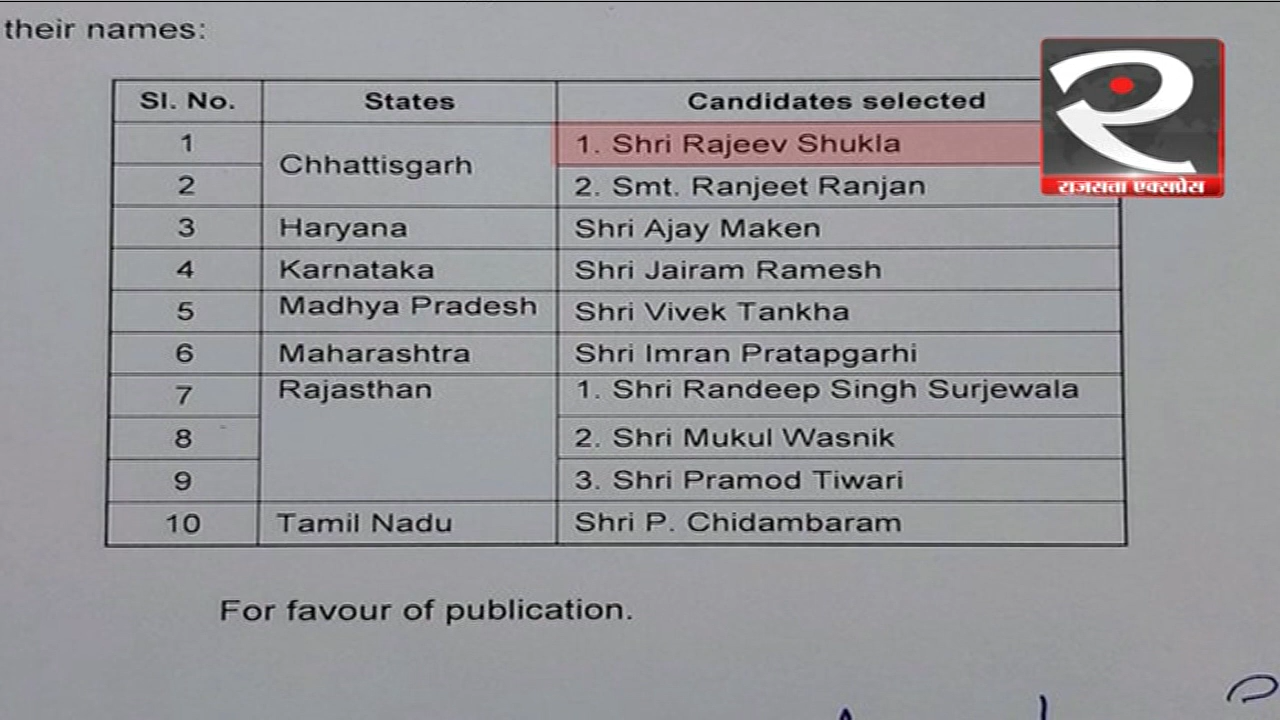 their names:
Sl. No. States Candidates selected
1 Chhattisgarh 1. Shri Rajeev Shukla
2 2. Smt. Ranjeet Ranjan
3 Haryana Shri Ajay Maken
4 Karnataka Shri Jairam Ramesh
5 Madhya Pradesh Shri Vivek Tankha
6 Maharashtra Shri Imran Pratapgarhi
7 Rajasthan 1. Shri Randeep Singh Surjewala
8 2. Shri Mukul Wasnik
9 3. Shri Pramod Tiwari
10 Tamil Nadu Shri P. Chidambaram
For favour of publication.
र
राजसत्ता एक्सप्रेस